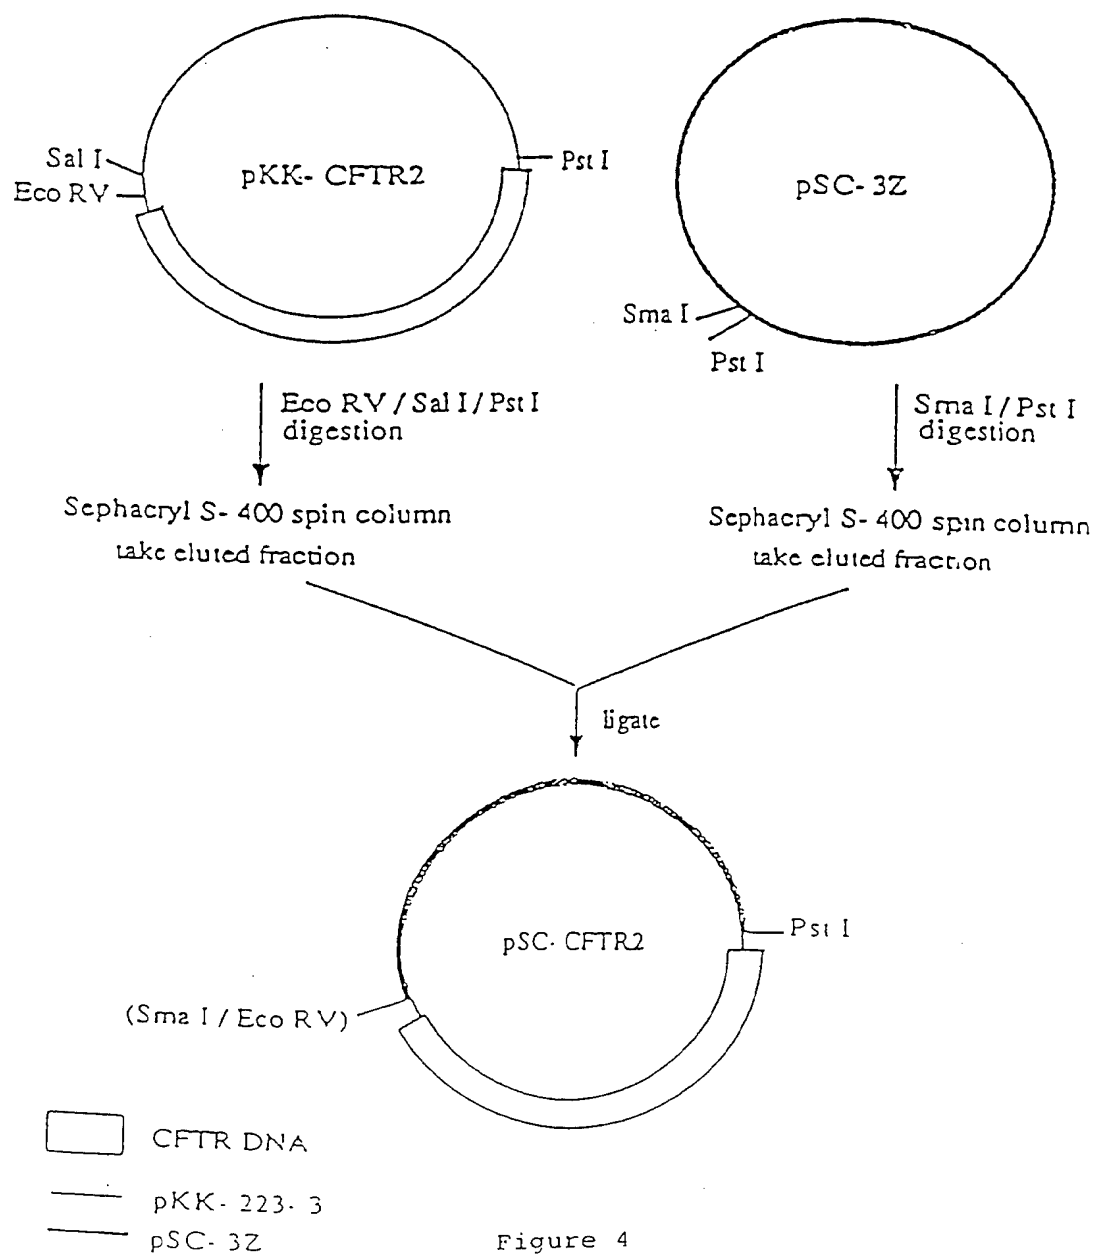 Sal I
Eco RV
pKK- CFTR2
Pst I
pSC- 3Z
Sma I
Pst I
Eco RV / Sal I / Pst I
digestion
Sma I / Pst I
digestion
Sephacryl S- 400 spin column
take eluted fraction
Sephacryl S- 400 spin column
take eluted fraction
ligate
pSC- CFTR2
Pst I
(Sma I / Eco RV)
CFTR DNA
pKK- 223- 3
pSC- 3Z
Figure 4